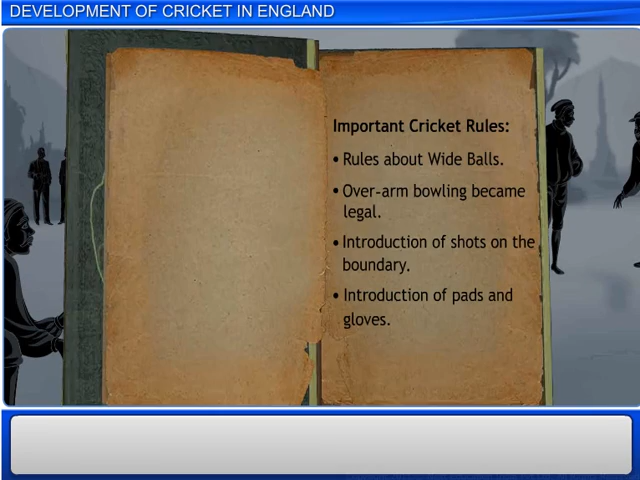 DEVELOPMENT OF CRICKET IN ENGLAND
Important Cricket Rules:
• Rules about Wide Balls.
• Over-arm bowling became
legal.
• Introduction of shots on the
boundary.
• Introduction of pads and
gloves.